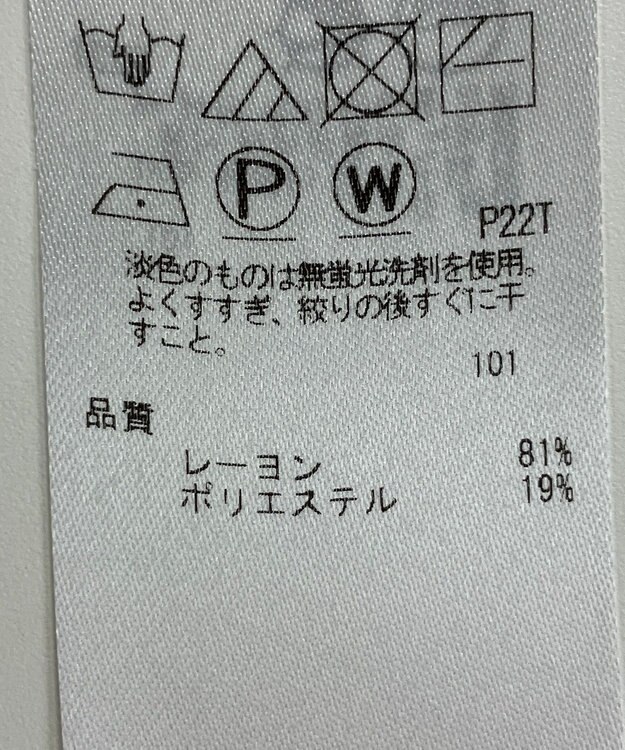 P
W
P22T
淡色のものは無蛍光洗剤を使用。
よくすすぎ、絞りの後すぐに干
すこと。
101
品質
レーヨン 81%
ポリエステル 19%